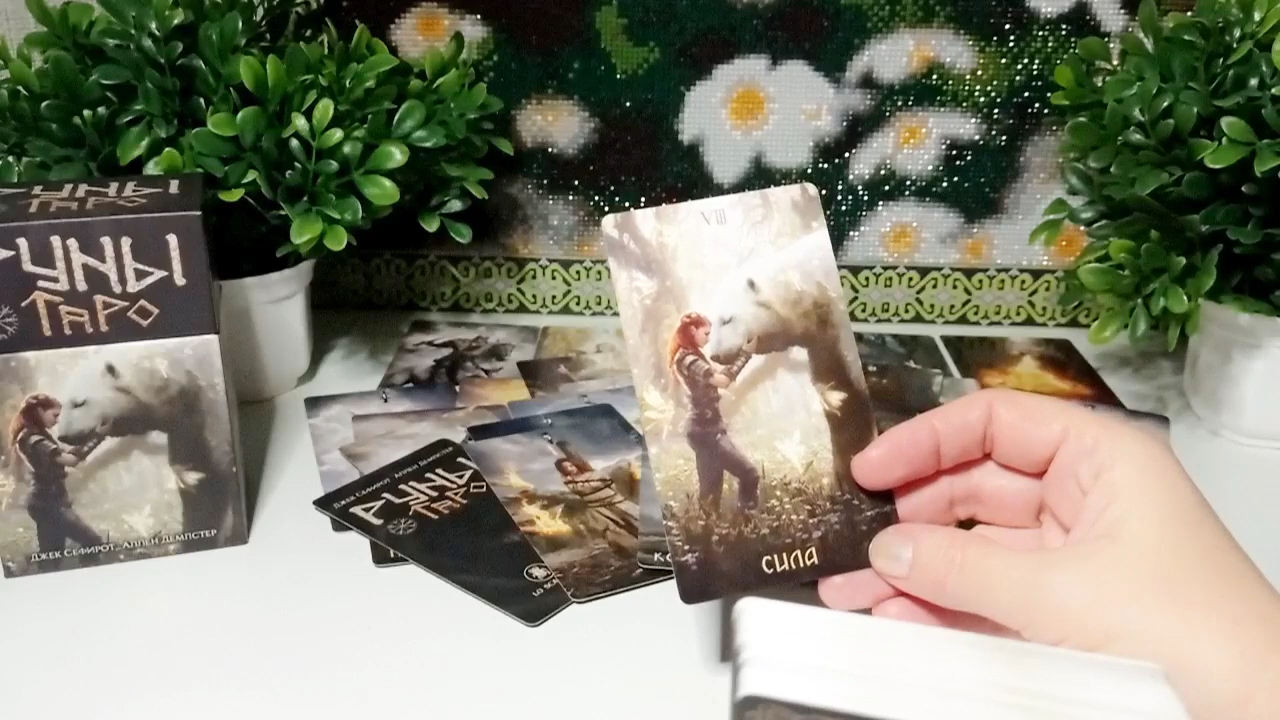 РУНЫ
ТАРО
РУНЫ
ТАРО
ДЖЕК СЕФИРОТ, АЛЛЕН ДЕМПСТЕР
ДЖЕК СЕФИРОТ АЛЛЕН ДЕМПСТЕР
РУНЫ
ТАРО
VIII
СИЛА